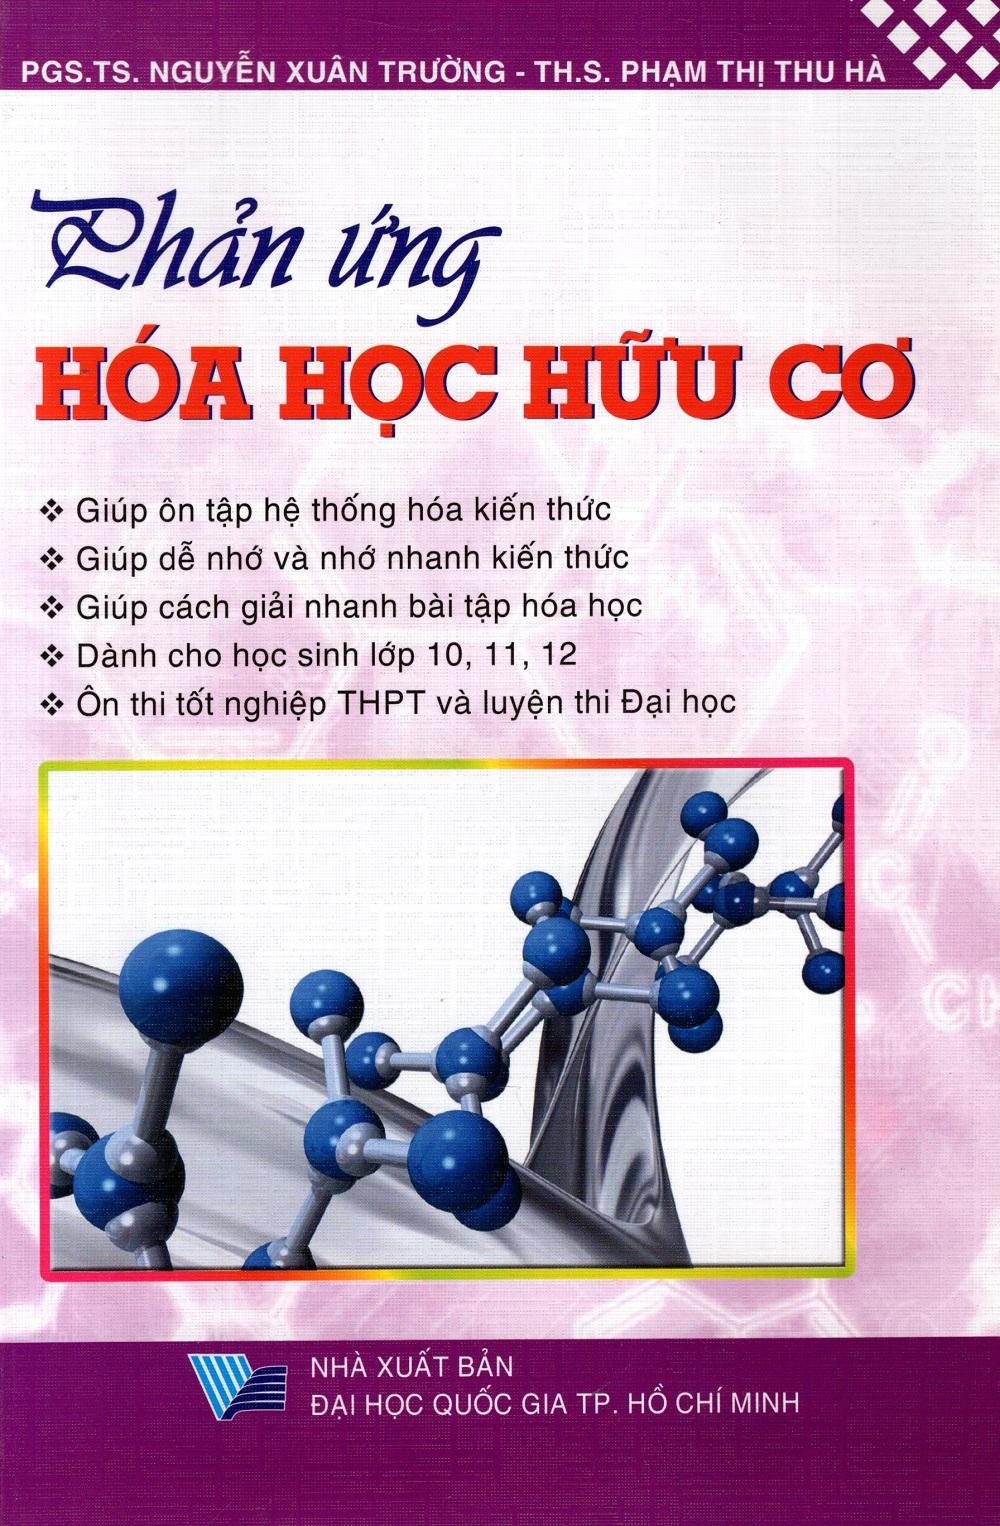 PGS.TS. NGUYỄN XUÂN TRƯỜNG - TH.S. PHẠM THỊ THU HÀ
Phản ứng
HÓA HỌC HỮU CƠ
❖ Giúp ôn tập hệ thống hóa kiến thức
❖ Giúp dễ nhớ và nhớ nhanh kiến thức
❖ Giúp cách giải nhanh bài tập hóa học
❖ Dành cho học sinh lớp 10, 11, 12
❖ Ôn thi tốt nghiệp THPT và luyện thi Đại học
NHÀ XUẤT BẢN
ĐẠI HỌC QUỐC GIA TP. HỒ CHÍ MINH